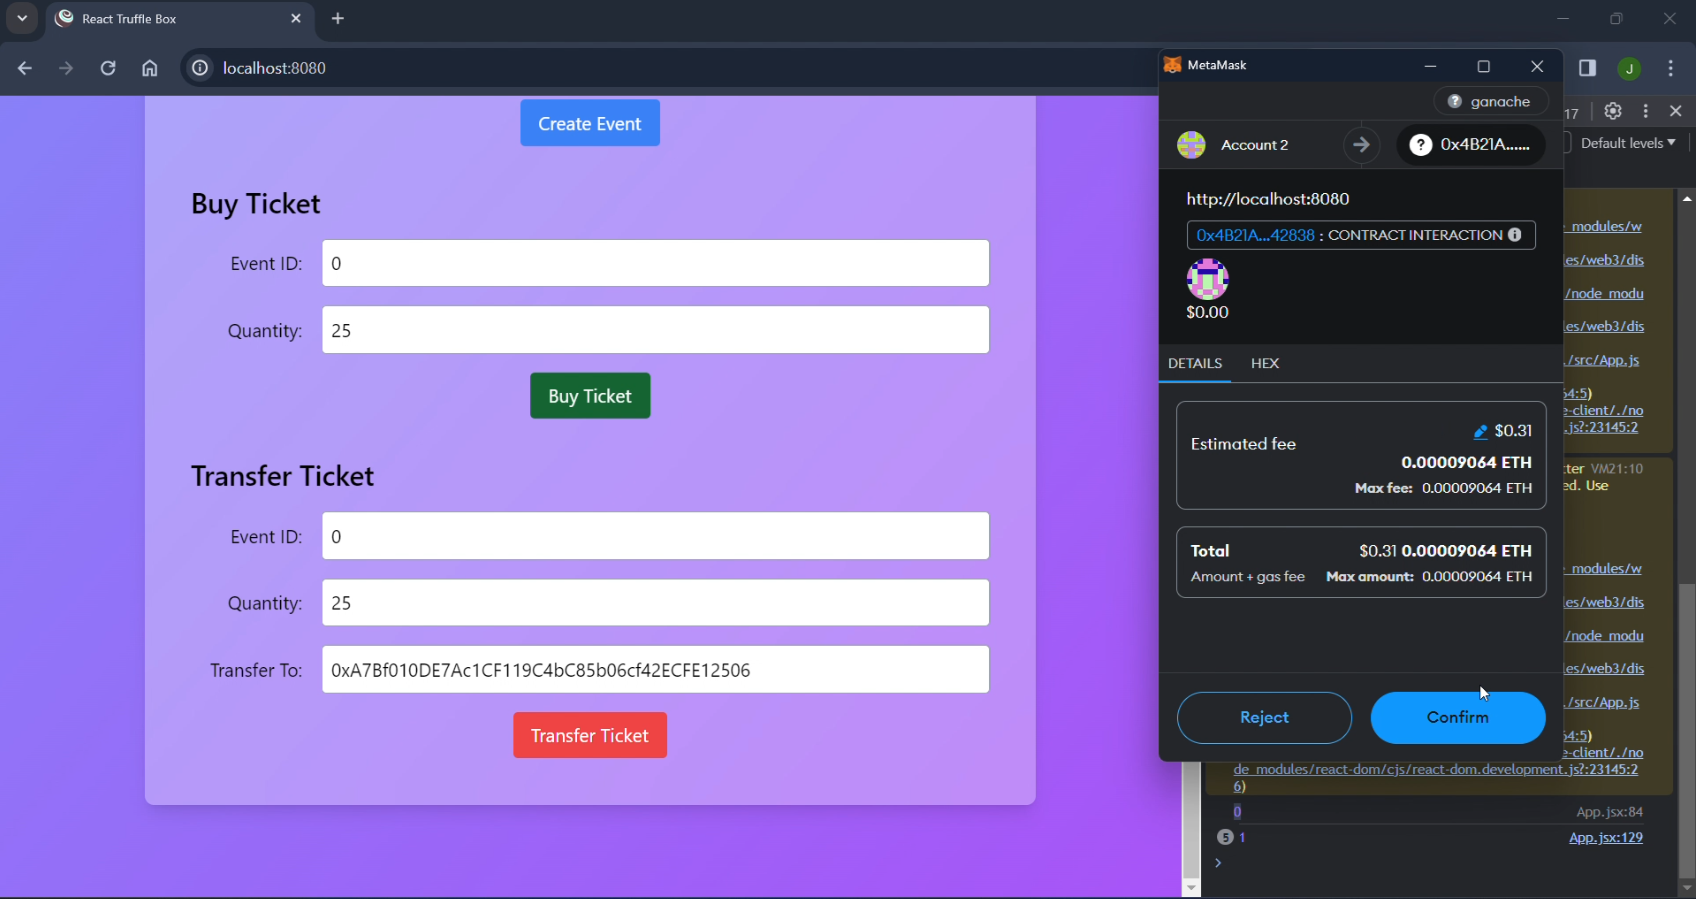 React Truffle Box
localhost:8080
J
Create Event
Buy Ticket
Event ID: 0
Quantity: 25
Buy Ticket
Transfer Ticket
Event ID: 0
Quantity: 25
Transfer To: 0xA7Bf010DE7Ac1CF119C4bC85b06cf42ECFE12506
Transfer Ticket
MetaMask
? ganache
Account 2
? 0x4B21A......
http://localhost:8080
0x4B21A...42838 : CONTRACT INTERACTION
$0.00
DETAILS HEX
Estimated fee $0.31
0.00009064 ETH
Max fee: 0.00009064 ETH
Total $0.31 0.00009064 ETH
Amount + gas fee Max amount: 0.00009064 ETH
Reject Confirm
17
Default levels
modules/w
es/web3/dis
/node modu
es/web3/dis
/src/App.js
4:5)
-client/./no
.js?:23145:2
ter VM21:10
ed. Use
modules/w
es/web3/dis
/node modu
es/web3/dis
/src/App.js
4:5)
-client/./no
de modules/react-dom/cjs/react-dom.development.js?:23145:2
6)
0 App.jsx:84
5 1 App.jsx:129